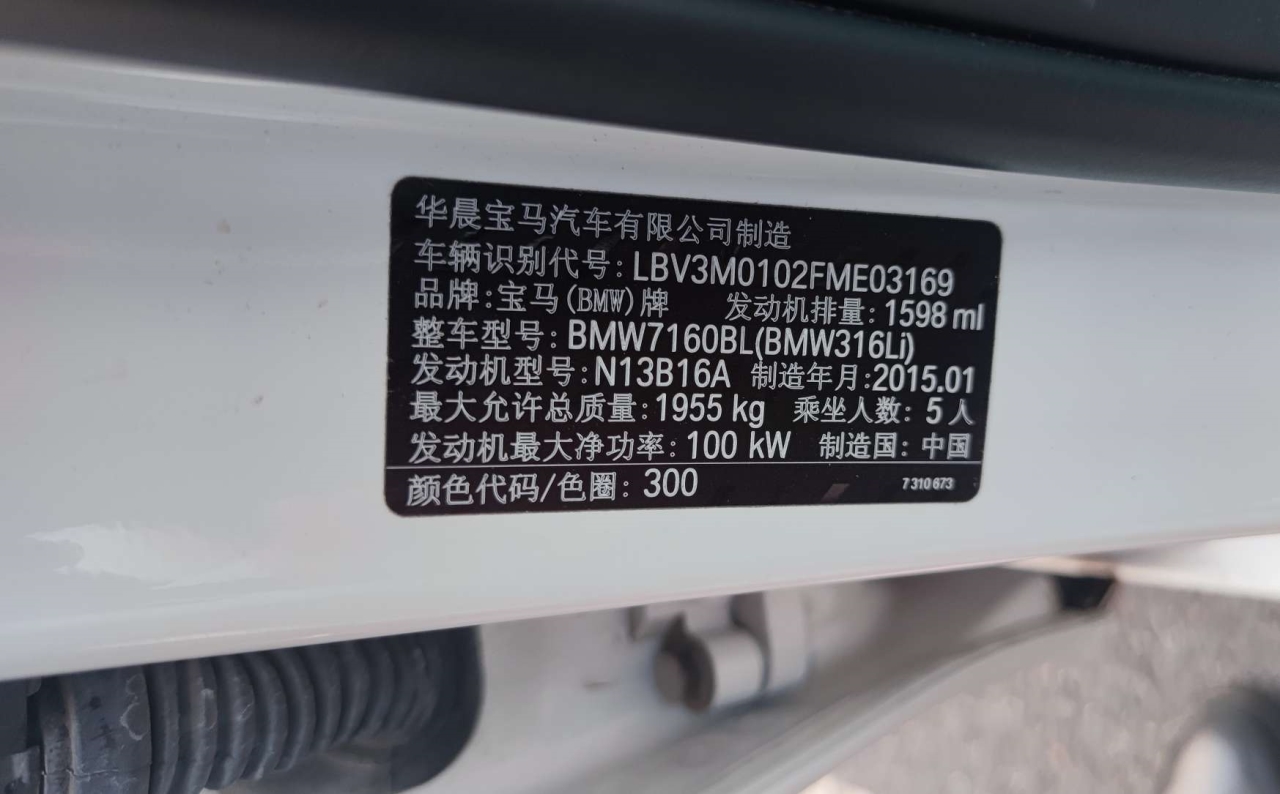 华晨宝马汽车有限公司制造
车辆识别代号: LBV3M0102FME03169
品牌: 宝马(BMW)牌 发动机排量: 1598 ml
整车型号: BMW7160BL(BMW316Li)
发动机型号: N13B16A 制造年月: 2015.01
最大允许总质量: 1955 kg 乘坐人数: 5 人
发动机最大净功率: 100 kW 制造国: 中国
颜色代码/色圈: 300 7 310 673